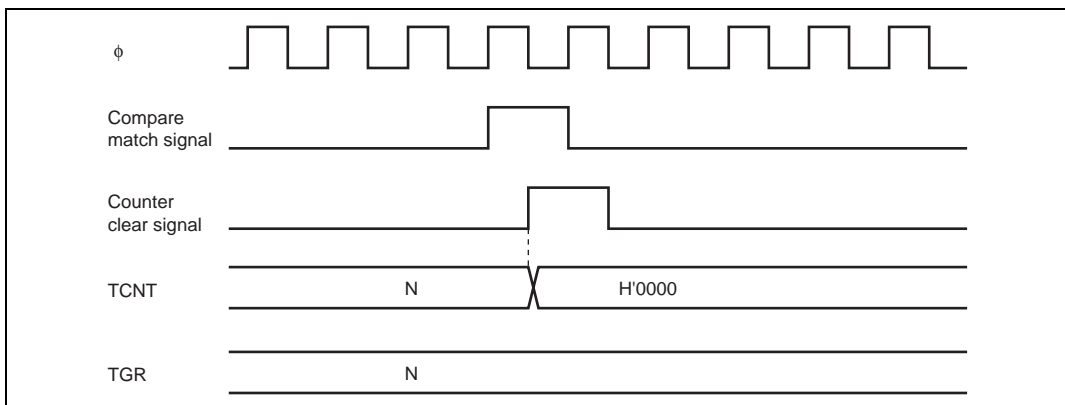 ϕ
Compare
match signal
Counter
clear signal
TCNT N H'0000
TGR N